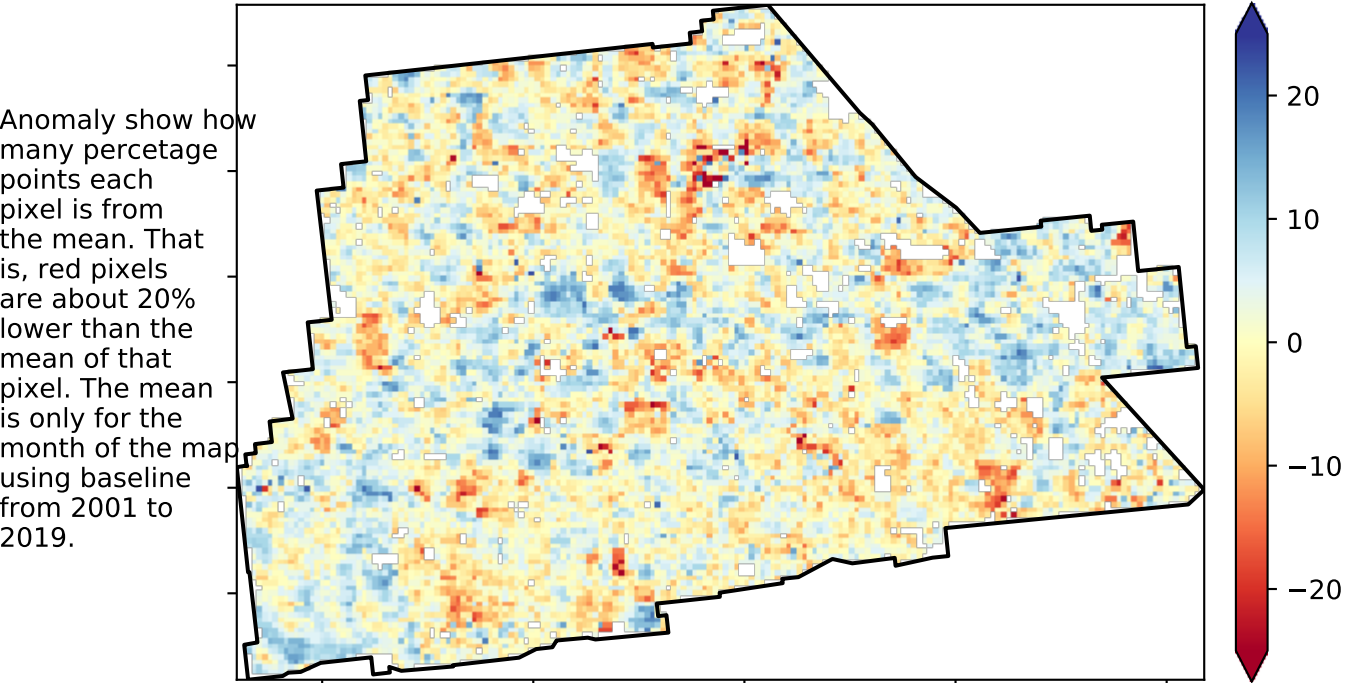 Anomaly show how
many percetage
points each
pixel is from
the mean. That
is, red pixels
are about 20%
lower than the
mean of that
pixel. The mean
is only for the
month of the map
using baseline
from 2001 to
2019.
20
10
0
−10
−20